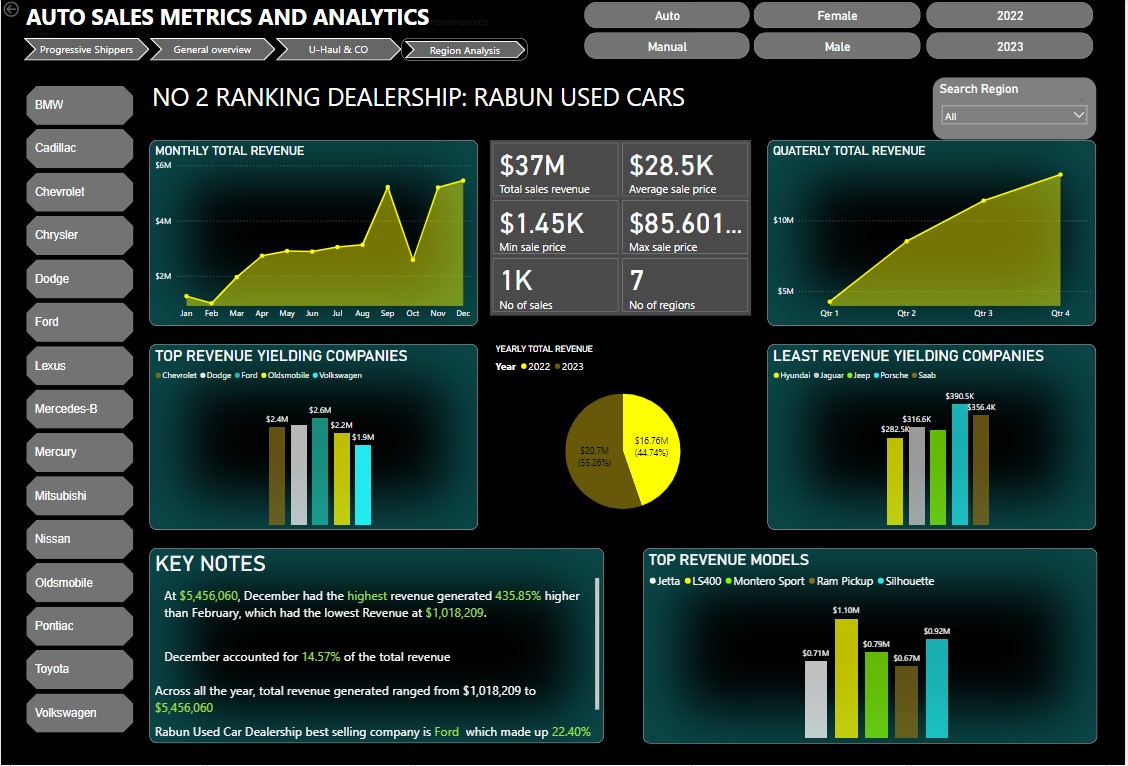 AUTO SALES METRICS AND ANALYTICS
Progressive Shippers
General overview
U-Haul & CO
Region Analysis
Auto
Female
2022
Manual
Male
2023
NO 2 RANKING DEALERSHIP: RABUN USED CARS
Search Region
All
BMW
Cadillac
Chevrolet
Chrysler
Dodge
Ford
Lexus
Mercedes-B
Mercury
Mitsubishi
Nissan
Oldsmobile
Pontiac
Toyota
Volkswagen
MONTHLY TOTAL REVENUE
$6M
$4M
$2M
Jan Feb Mar Apr May Jun Jul Aug Sep Oct Nov Dec
$37M
Total sales revenue
$28.5K
Average sale price
$1.45K
Min sale price
$85.601...
Max sale price
1K
No of sales
7
No of regions
QUATERLY TOTAL REVENUE
$10M
$5M
Qtr 1 Qtr 2 Qtr 3 Qtr 4
TOP REVENUE YIELDING COMPANIES
Chevrolet Dodge Ford Oldsmobile Volkswagen
$2.4M
$2.6M
$2.2M
$1.9M
YEARLY TOTAL REVENUE
Year 2022 2023
$20.7M
(55.26%)
$16.76M
(44.74%)
LEAST REVENUE YIELDING COMPANIES
Hyundai Jaguar Jeep Porsche Saab
$282.5K
$316.6K
$390.5K
$356.4K
KEY NOTES
At $5,456,060, December had the highest revenue generated 435.85% higher
than February, which had the lowest Revenue at $1,018,209.
December accounted for 14.57% of the total revenue
Across all the year, total revenue generated ranged from $1,018,209 to
$5,456,060
Rabun Used Car Dealership best selling company is Ford which made up 22.40%
TOP REVENUE MODELS
Jetta LS400 Montero Sport Ram Pickup Silhouette
$0.71M
$1.10M
$0.79M
$0.67M
$0.92M